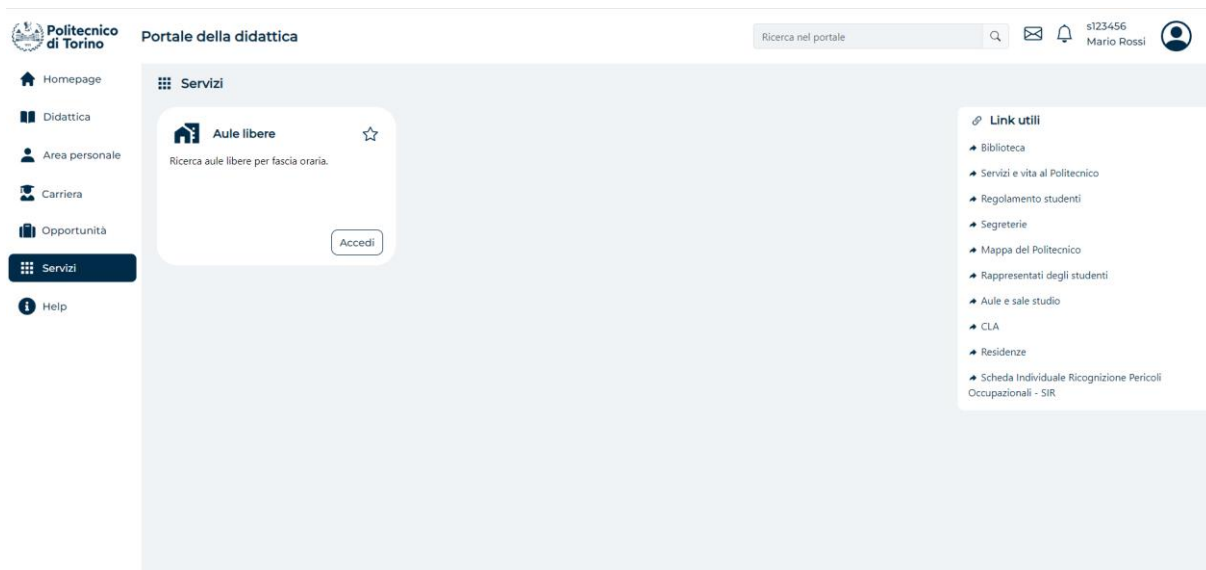 Politecnico
di Torino
Portale della didattica
Ricerca nel portale
s123456
Mario Rossi
Homepage
Didattica
Area personale
Carriera
Opportunità
Servizi
Help
Servizi
Aule libere
Ricerca aule libere per fascia oraria.
Accedi
Link utili
Biblioteca
Servizi e vita al Politecnico
Regolamento studenti
Segreterie
Mappa del Politecnico
Rappresentati degli studenti
Aule e sale studio
CLA
Residenze
Scheda Individuale Ricognizione Pericoli
Occupazionali - SIR